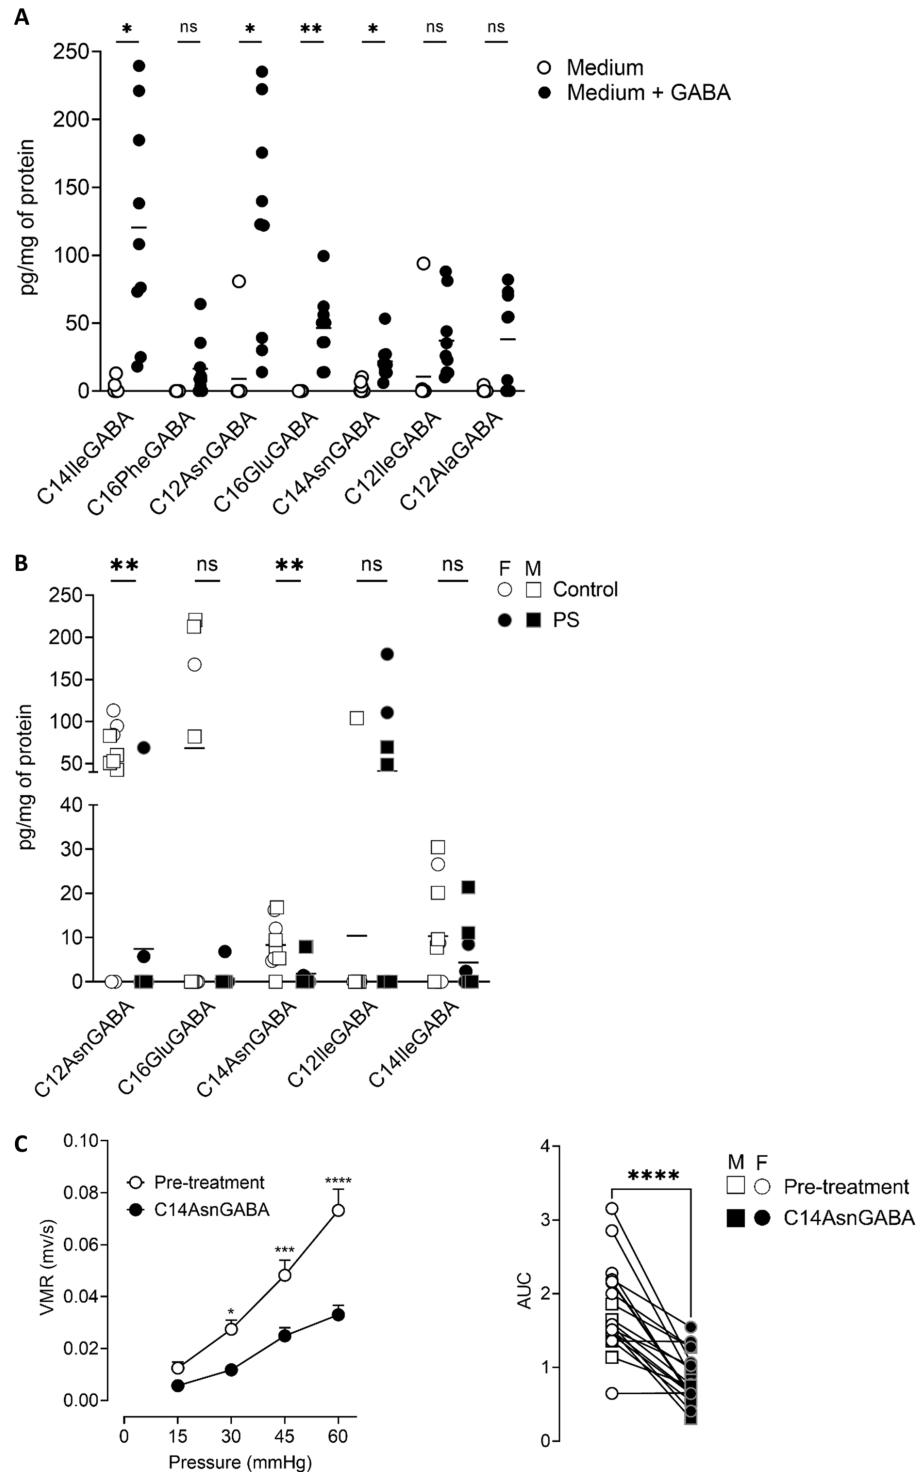 A
* ns * ** * ns ns
250
200
150
100
50
0
pg/mg of protein
Medium
Medium + GABA
C14IleGABA
C16PheGABA
C12AsnGABA
C16GluGABA
C14AsnGABA
C12IleGABA
C12AlaGABA
B
** ns ** ns ns
F M
Control
PS
250
200
150
100
50
40
30
20
10
0
pg/mg of protein
C12AsnGABA
C16GluGABA
C14AsnGABA
C12IleGABA
C14IleGABA
C
0.10
0.08
0.06
0.04
0.02
0.00
VMR (mv/s)
Pre-treatment
C14AsnGABA
*
***
****
0 15 30 45 60
Pressure (mmHg)
4
3
2
1
0
AUC
****
M F
Pre-treatment
C14AsnGABA